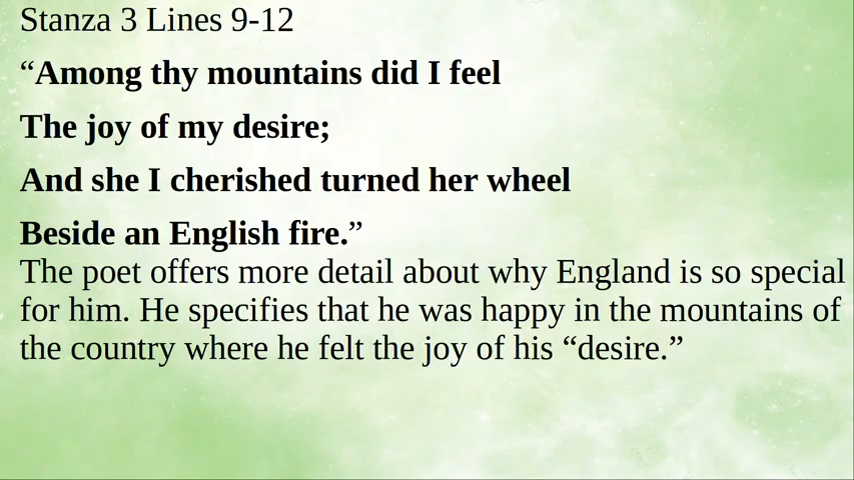 Stanza 3 Lines 9-12
“Among thy mountains did I feel
The joy of my desire;
And she I cherished turned her wheel
Beside an English fire.”
The poet offers more detail about why England is so special
for him. He specifies that he was happy in the mountains of
the country where he felt the joy of his “desire.”